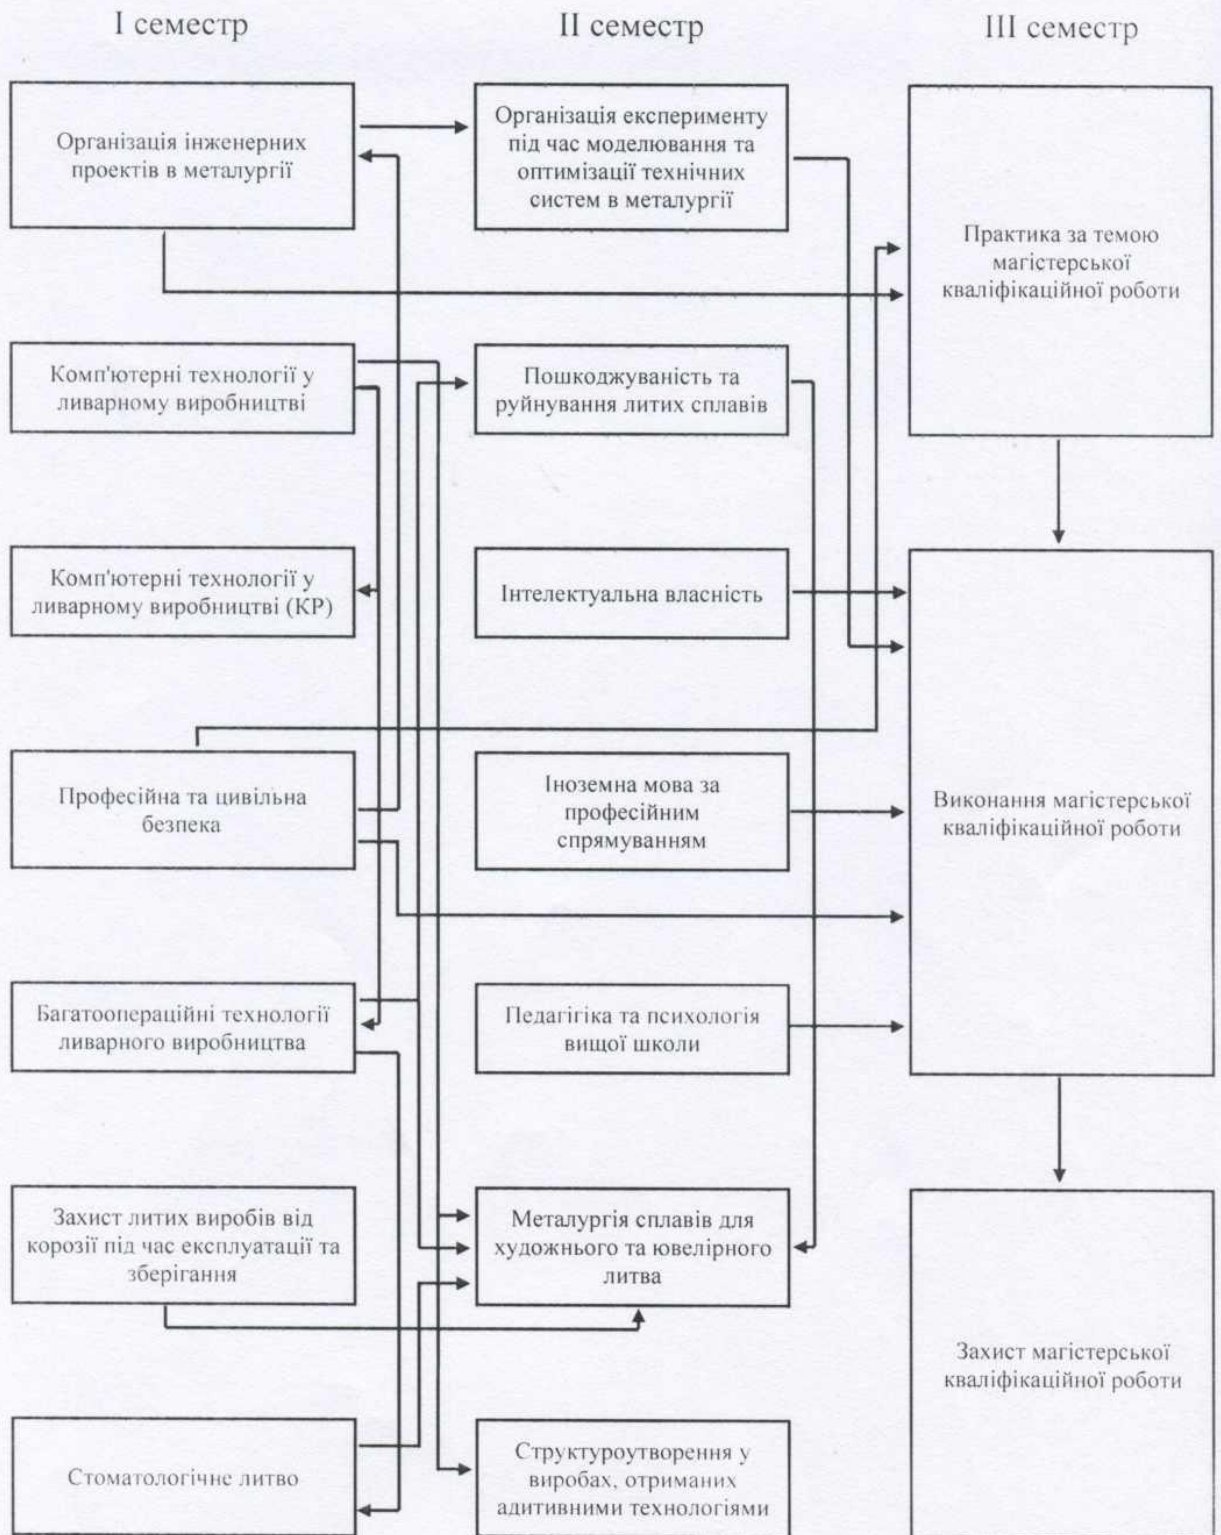 I семестр
II семестр
III семестр
Організація інженерних
проектів в металургії
Організація експерименту
під час моделювання та
оптимізації технічних
систем в металургії
Практика за темою
магістерської
кваліфікаційної роботи
Комп'ютерні технології у
ливарному виробництві
Пошкоджуваність та
руйнування литих сплавів
Комп'ютерні технології у
ливарному виробництві (КР)
Інтелектуальна власність
Професійна та цивільна
безпека
Іноземна мова за
професійним
спрямуванням
Виконання магістерської
кваліфікаційної роботи
Багатоопераційні технології
ливарного виробництва
Педагігіка та психологія
вищої школи
Захист литих виробів від
корозії під час експлуатації та
зберігання
Металургія сплавів для
художнього та ювелірного
литва
Захист магістерської
кваліфікаційної роботи
Стоматологічне литво
Структуроутворення у
виробах, отриманих
адитивними технологіями